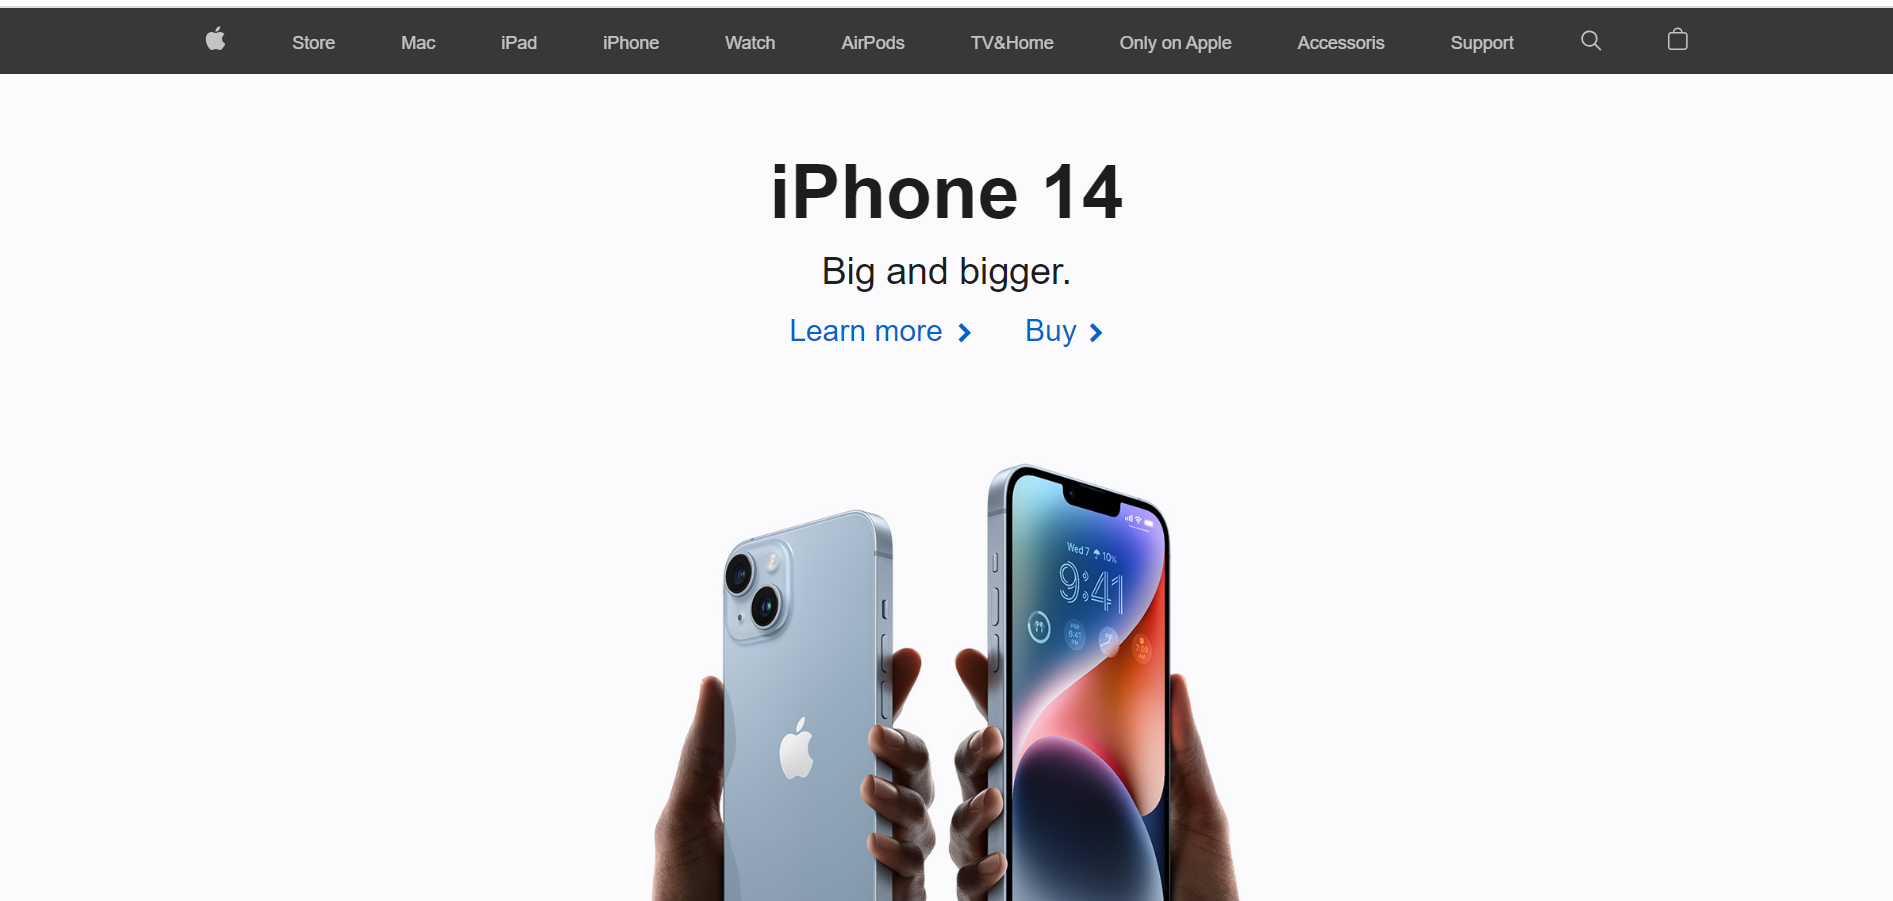 Store Mac iPad iPhone Watch AirPods TV&Home Only on Apple Accessoris Support
iPhone 14
Big and bigger.
Learn more Buy
Wed 7 10%
9:41